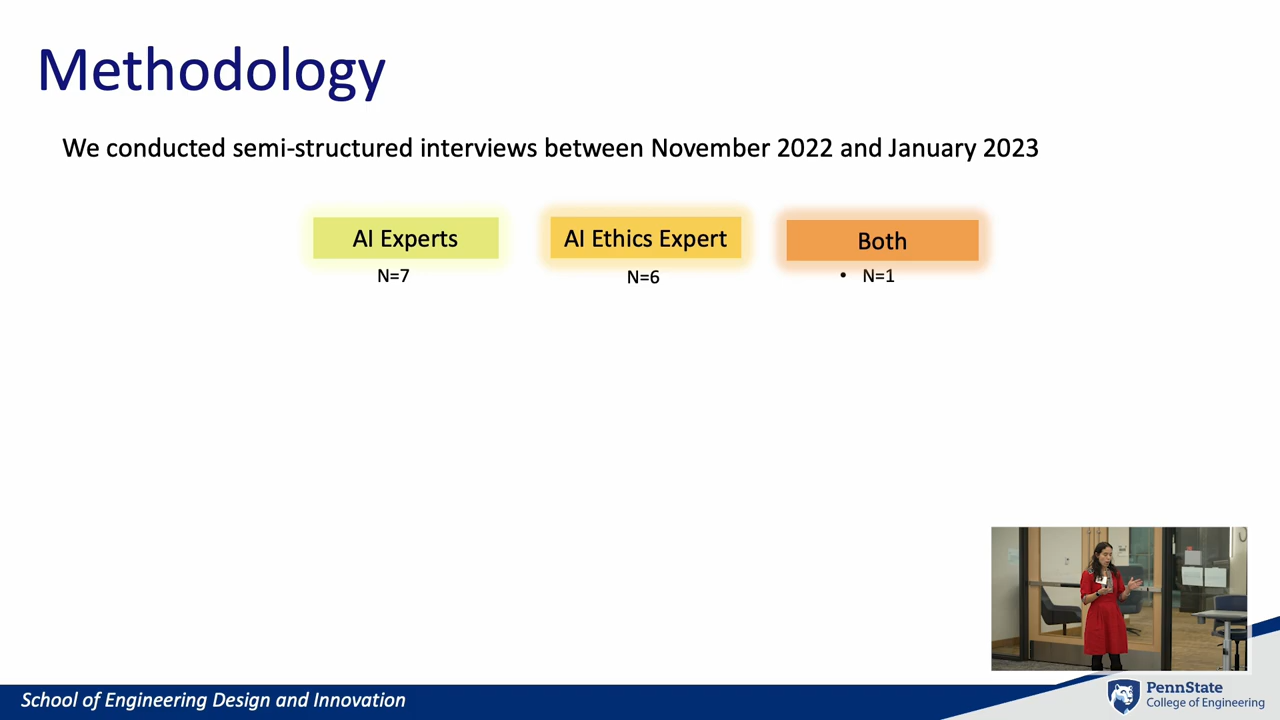 Methodology
We conducted semi-structured interviews between November 2022 and January 2023
AI Experts
AI Ethics Expert
Both
N=7
N=6
• N=1
School of Engineering Design and Innovation
PennState
College of Engineering